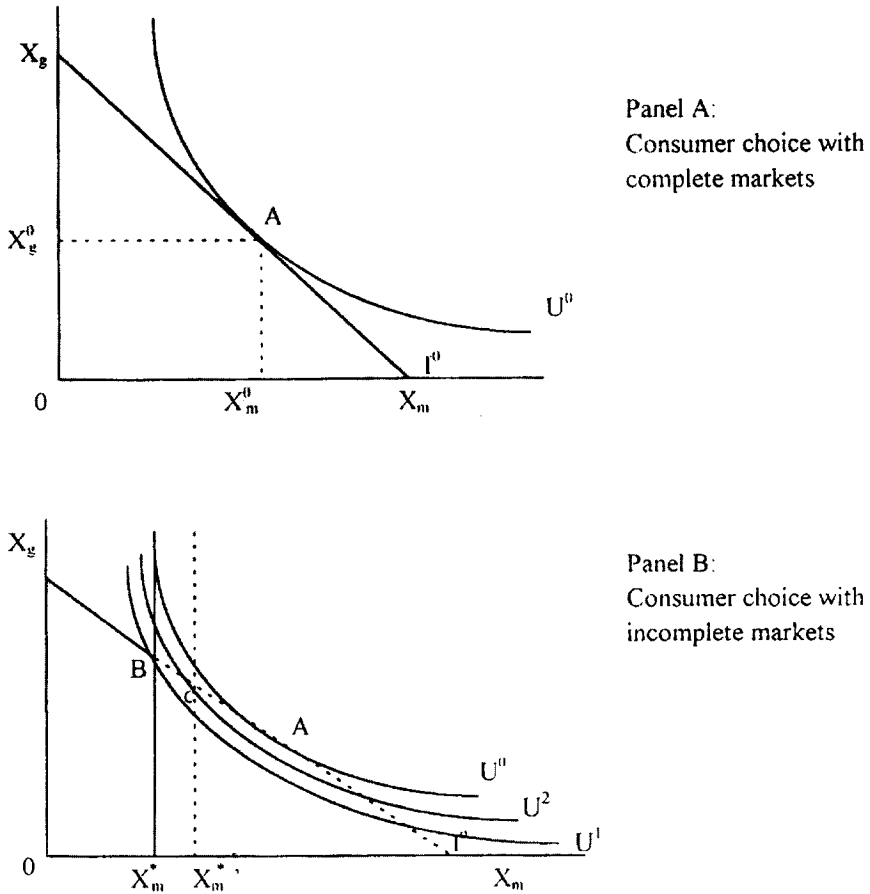 X_g
Panel A:
Consumer choice with
complete markets
A
X_g^0
U^0
I^0
0
X_m^0
X_m
X_g
Panel B:
Consumer choice with
incomplete markets
B
c
A
U^0
U^2
I^0
U^1
0
X_m^*
X_m^*'
X_m